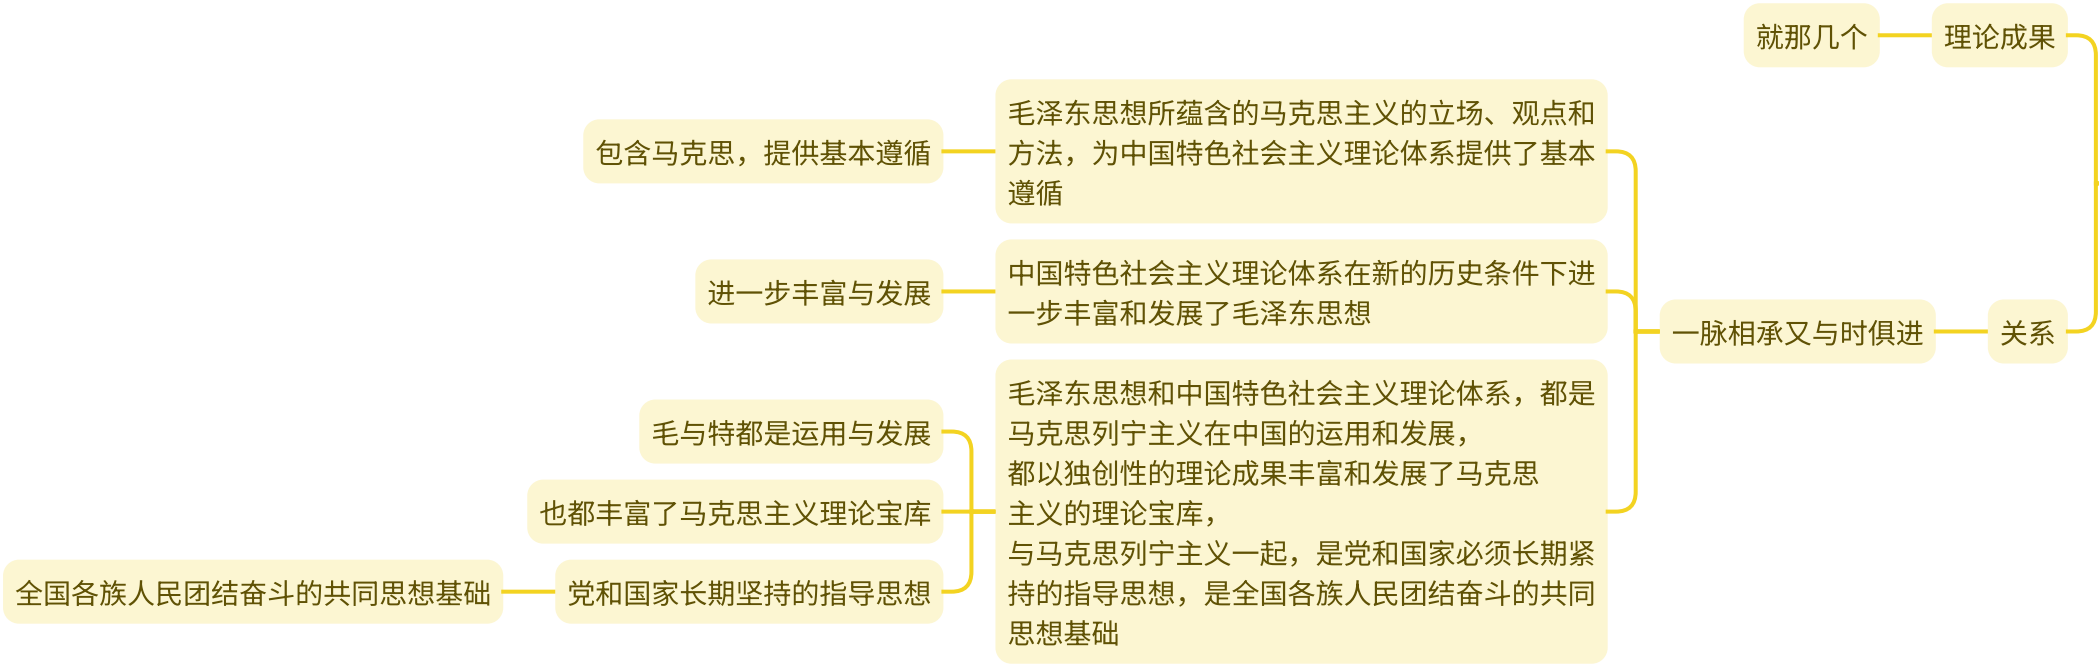 就那几个
理论成果
毛泽东思想所蕴含的马克思主义的立场、观点和
方法，为中国特色社会主义理论体系提供了基本
遵循
包含马克思，提供基本遵循
中国特色社会主义理论体系在新的历史条件下进
一步丰富和发展了毛泽东思想
进一步丰富与发展
一脉相承又与时俱进
关系
毛泽东思想和中国特色社会主义理论体系，都是
马克思列宁主义在中国的运用和发展，
都以独创性的理论成果丰富和发展了马克思
主义的理论宝库，
与马克思列宁主义一起，是党和国家必须长期紧
持的指导思想，是全国各族人民团结奋斗的共同
思想基础
毛与特都是运用与发展
也都丰富了马克思主义理论宝库
党和国家长期坚持的指导思想
全国各族人民团结奋斗的共同思想基础